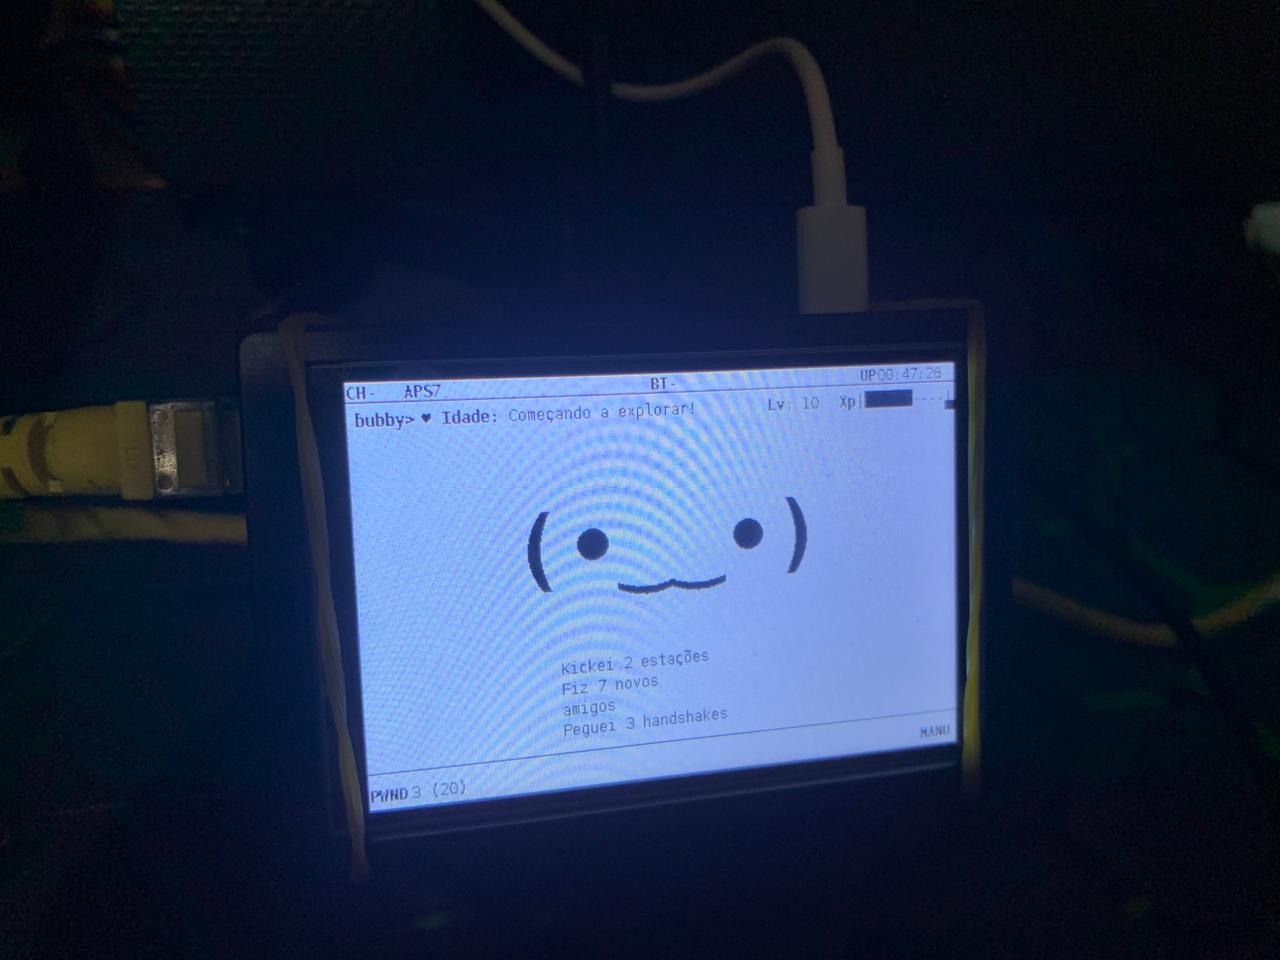 CH- APS7 BT- UP00:47:26
bubby> ♥ Idade: Começando a explorar! Lv: 10 Xp|
Kickei 2 estações
Fiz 7 novos
amigos
Peguei 3 handshakes
MANU
PWND 3 (20)